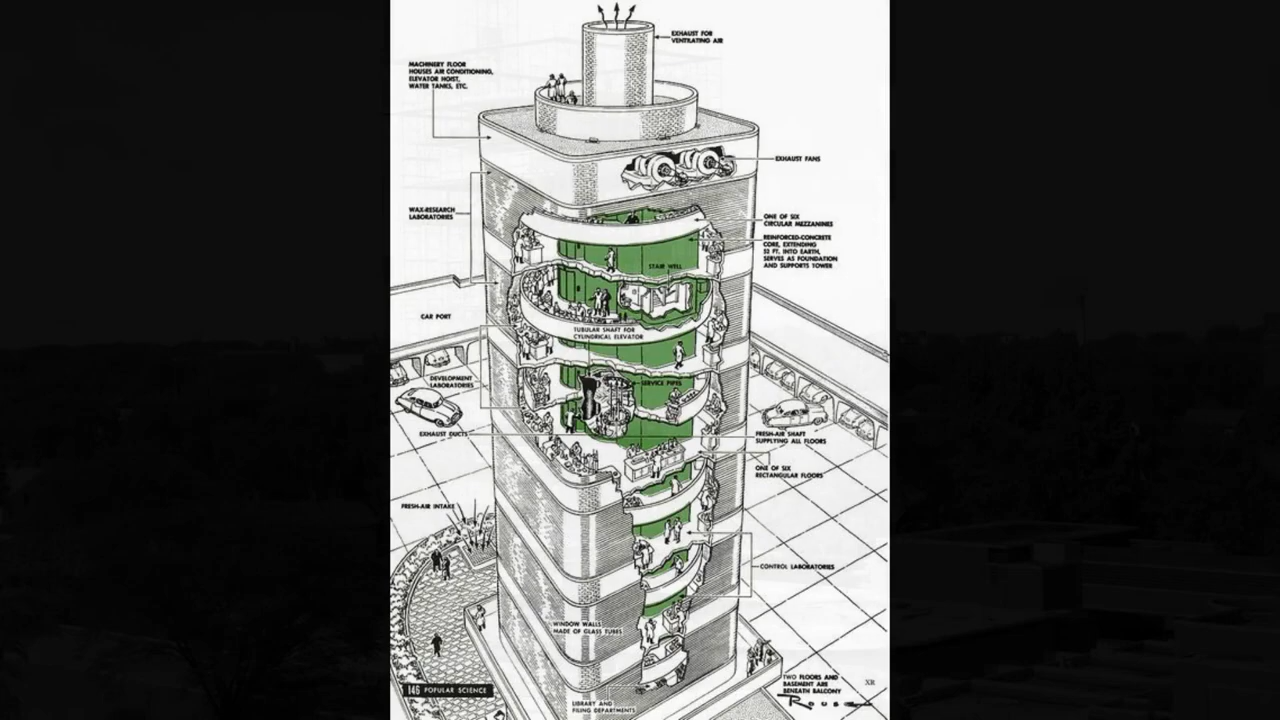 EXHAUST FOR
VENTILATING AIR
MACHINERY FLOOR
HOUSES AIR CONDITIONING,
ELEVATOR HOIST,
WATER TANKS, ETC.
EXHAUST FANS
WAX-RESEARCH
LABORATORIES
ONE OF SIX
CIRCULAR MEZZANINES
REINFORCED-CONCRETE
CORE, EXTENDING
52 FT. INTO EARTH,
SERVES AS FOUNDATION
AND SUPPORTS TOWER
STAIR WELL
CAR PORT
TUBULAR SHAFT FOR
CYLINDRICAL ELEVATOR
DEVELOPMENT
LABORATORIES
SERVICE PIPES
EXHAUST DUCTS
FRESH-AIR SHAFT
SUPPLYING ALL FLOORS
ONE OF SIX
RECTANGULAR FLOORS
FRESH-AIR INTAKE
CONTROL LABORATORIES
WINDOW WALLS
MADE OF GLASS TUBES
TWO FLOORS AND
BASEMENT ARE
BENEATH BALCONY
XR
146 POPULAR SCIENCE
LIBRARY AND
FILING DEPARTMENTS